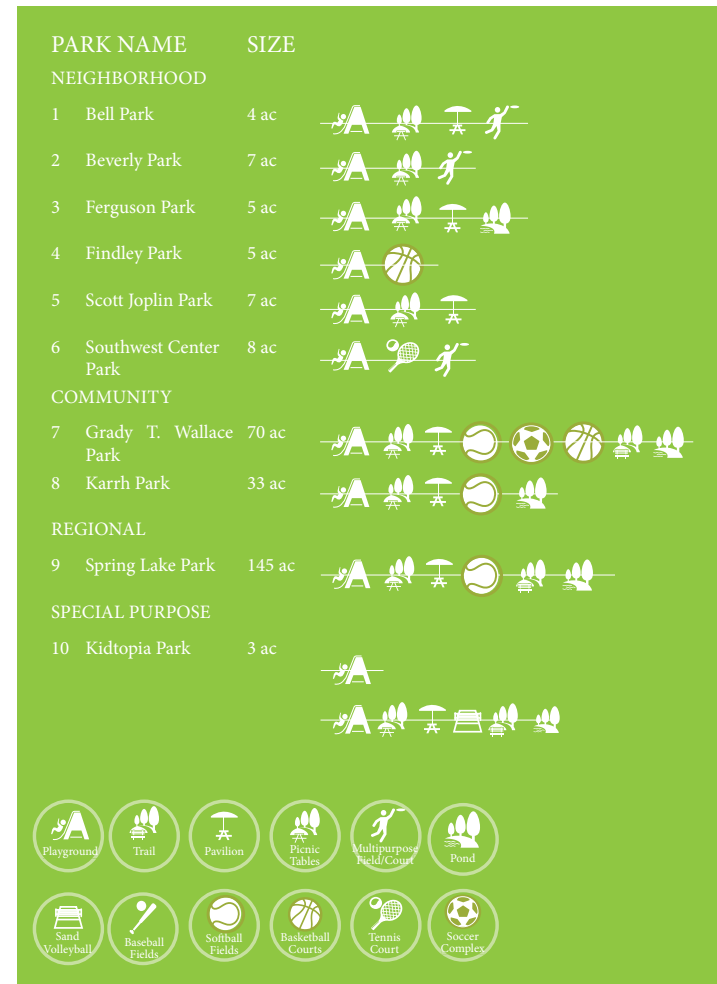 PARK NAME SIZE
NEIGHBORHOOD
1 Bell Park 4 ac
2 Beverly Park 7 ac
3 Ferguson Park 5 ac
4 Findley Park 5 ac
5 Scott Joplin Park 7 ac
6 Southwest Center 8 ac
Park
COMMUNITY
7 Grady T. Wallace 70 ac
Park
8 Karrh Park 33 ac
REGIONAL
9 Spring Lake Park 145 ac
SPECIAL PURPOSE
10 Kidtopia Park 3 ac
Playground
Trail
Pavilion
Picnic
Tables
Multipurpose
Field/Court
Pond
Sand
Volleyball
Baseball
Fields
Softball
Fields
Basketball
Courts
Tennis
Court
Soccer
Complex